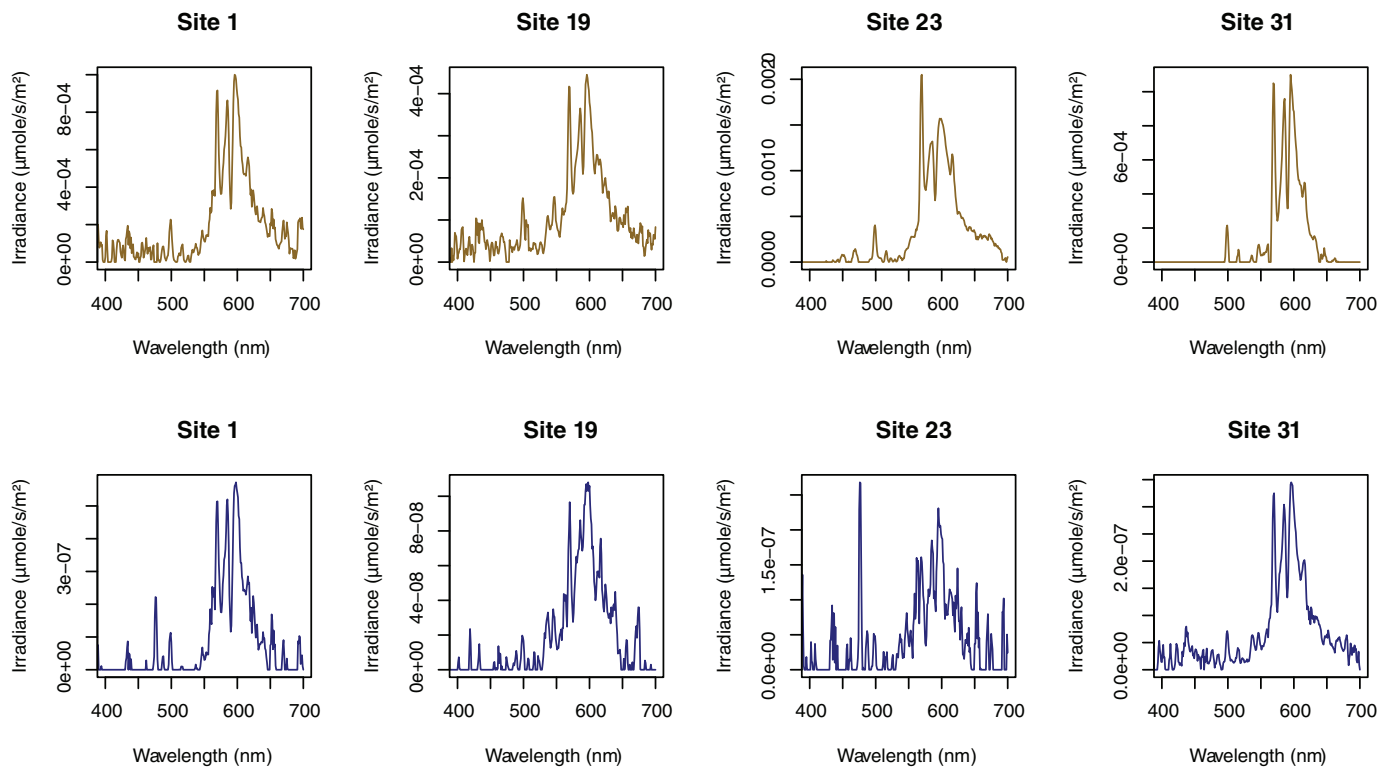 Site 1
Site 19
Site 23
Site 31
Irradiance (µmole/s/m²)
0e+00
4e−04
8e−04
400
500
600
700
Wavelength (nm)
Irradiance (µmole/s/m²)
0e+00
2e−04
4e−04
400
500
600
700
Wavelength (nm)
Irradiance (µmole/s/m²)
0.0000
0.0010
0.0020
400
500
600
700
Wavelength (nm)
Irradiance (µmole/s/m²)
0e+00
6e−04
400
500
600
700
Wavelength (nm)
Site 1
Site 19
Site 23
Site 31
Irradiance (µmole/s/m²)
0e+00
3e−07
400
500
600
700
Wavelength (nm)
Irradiance (µmole/s/m²)
0e+00
4e−08
8e−08
400
500
600
700
Wavelength (nm)
Irradiance (µmole/s/m²)
0.0e+00
1.5e−07
400
500
600
700
Wavelength (nm)
Irradiance (µmole/s/m²)
0.0e+00
2.0e−07
400
500
600
700
Wavelength (nm)